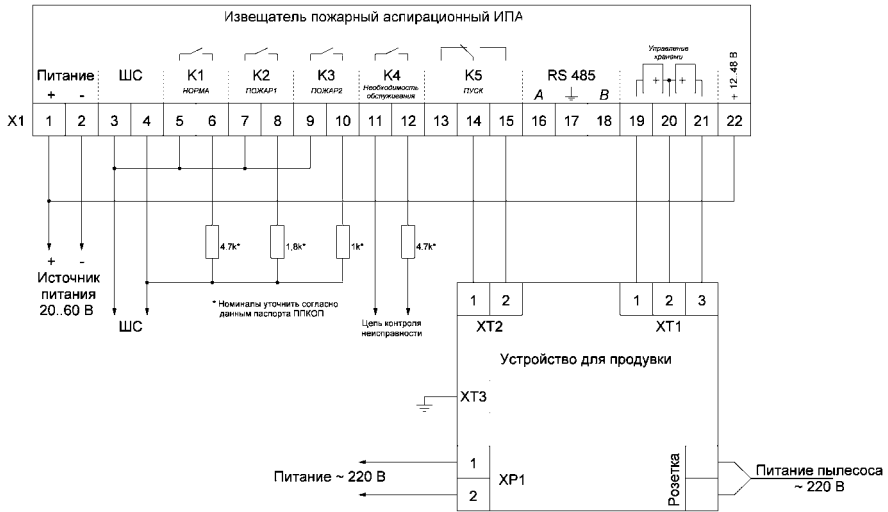 Извещатель пожарный аспирационный ИПА
Питание
+ -
ШС
К1
НОРМА
К2
ПОЖАР1
К3
ПОЖАР2
К4
Необходимость
обслуживания
К5
ПУСК
RS 485
A B
Управление
кранами
+ +
+ 12..48 В
X1
1 2 3 4 5 6 7 8 9 10 11 12 13 14 15 16 17 18 19 20 21 22
4.7k*
1,8k*
1k*
4.7k*
+ -
Источник
питания
20..60 В
ШС
* Номиналы уточнить согласно
данным паспорта ППКОП
Цепь контроля
неисправности
1 2
XT2
1 2 3
XT1
Устройство для продувки
XT3
Питание ~ 220 В
1
2
XP1
Розетка
Питание пылесоса
~ 220 В